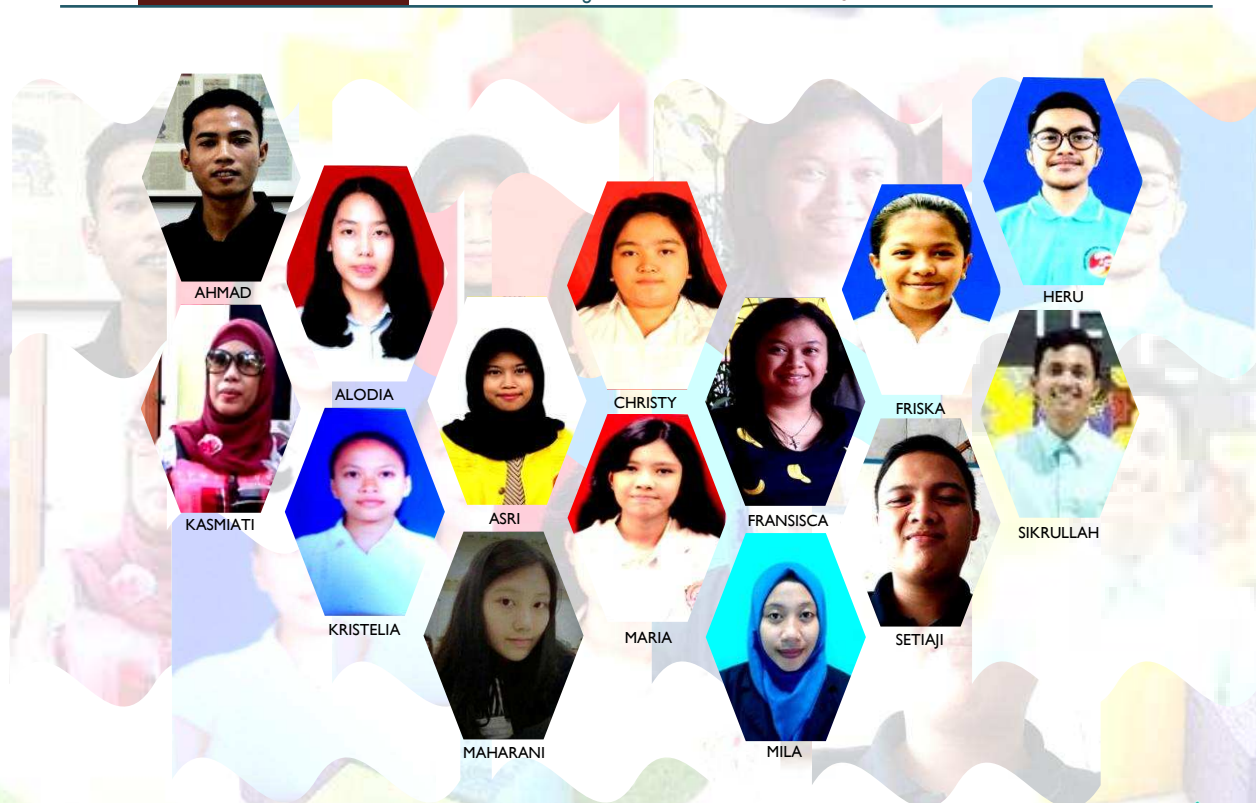 AHMAD
HERU
ALODIA
CHRISTY
FRISKA
KASMIATI
ASRI
FRANSISCA
SIKRULLAH
KRISTELIA
MARIA
SETIAJI
MAHARANI
MILA